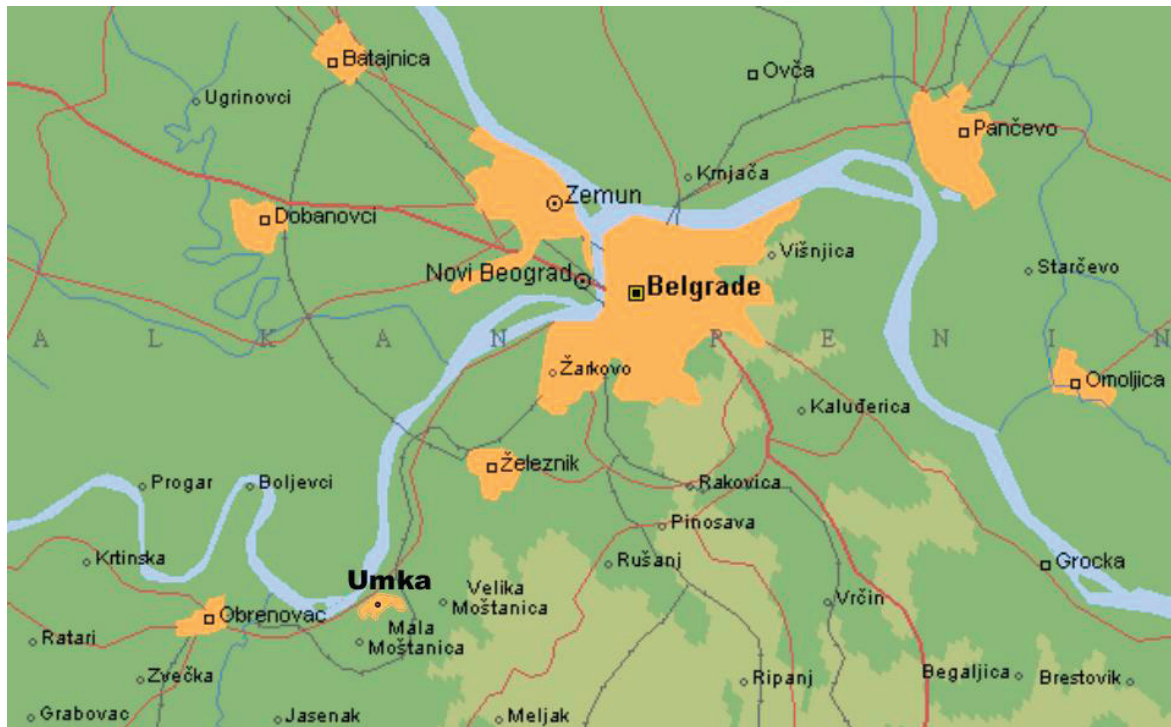 Batajnica
Ovča
Ugrinovci
Pančevo
Krnjača
Zemun
Dobanovci
Višnjica
Starčevo
Novi Beograd
Belgrade
A L K A N P E N I N
Žarkovo
Omoljica
Kaluđerica
Železnik
Progar
Boljevci
Rakovica
Pinosava
Krtinska
Rušanj
Grocka
Umka
Velika
Moštanica
Vrčin
Obrenovac
Mala
Moštanica
Ratari
Zvečka
Ripanj
Begaljica
Brestovik
Grabovac
Jasenak
Meljak